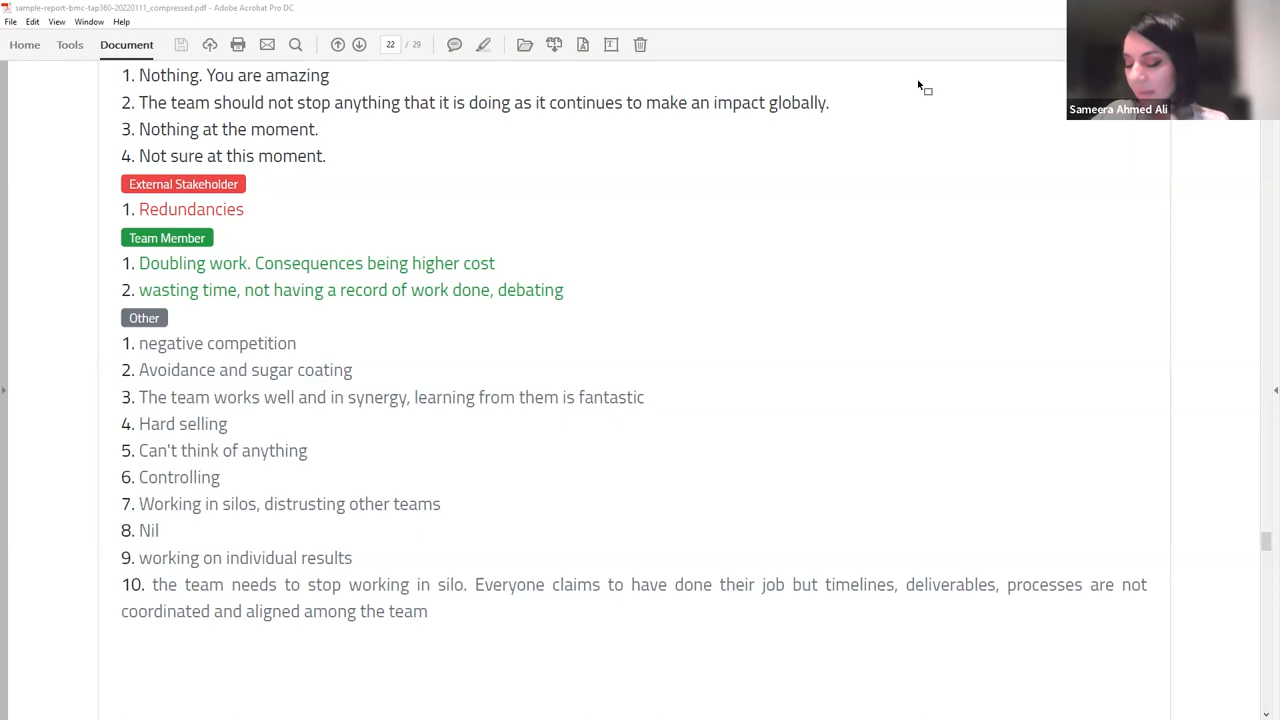 sample-report-bmc-tap360-20220111_compressed.pdf - Adobe Acrobat Pro DC
File Edit View Window Help
Home Tools Document 22 / 29
1. Nothing. You are amazing
2. The team should not stop anything that it is doing as it continues to make an impact globally.
Sameera Ahmed Ali
3. Nothing at the moment.
4. Not sure at this moment.
External Stakeholder
1. Redundancies
Team Member
1. Doubling work. Consequences being higher cost
2. wasting time, not having a record of work done, debating
Other
1. negative competition
2. Avoidance and sugar coating
3. The team works well and in synergy, learning from them is fantastic
4. Hard selling
5. Can't think of anything
6. Controlling
7. Working in silos, distrusting other teams
8. Nil
9. working on individual results
10. the team needs to stop working in silo. Everyone claims to have done their job but timelines, deliverables, processes are not
coordinated and aligned among the team